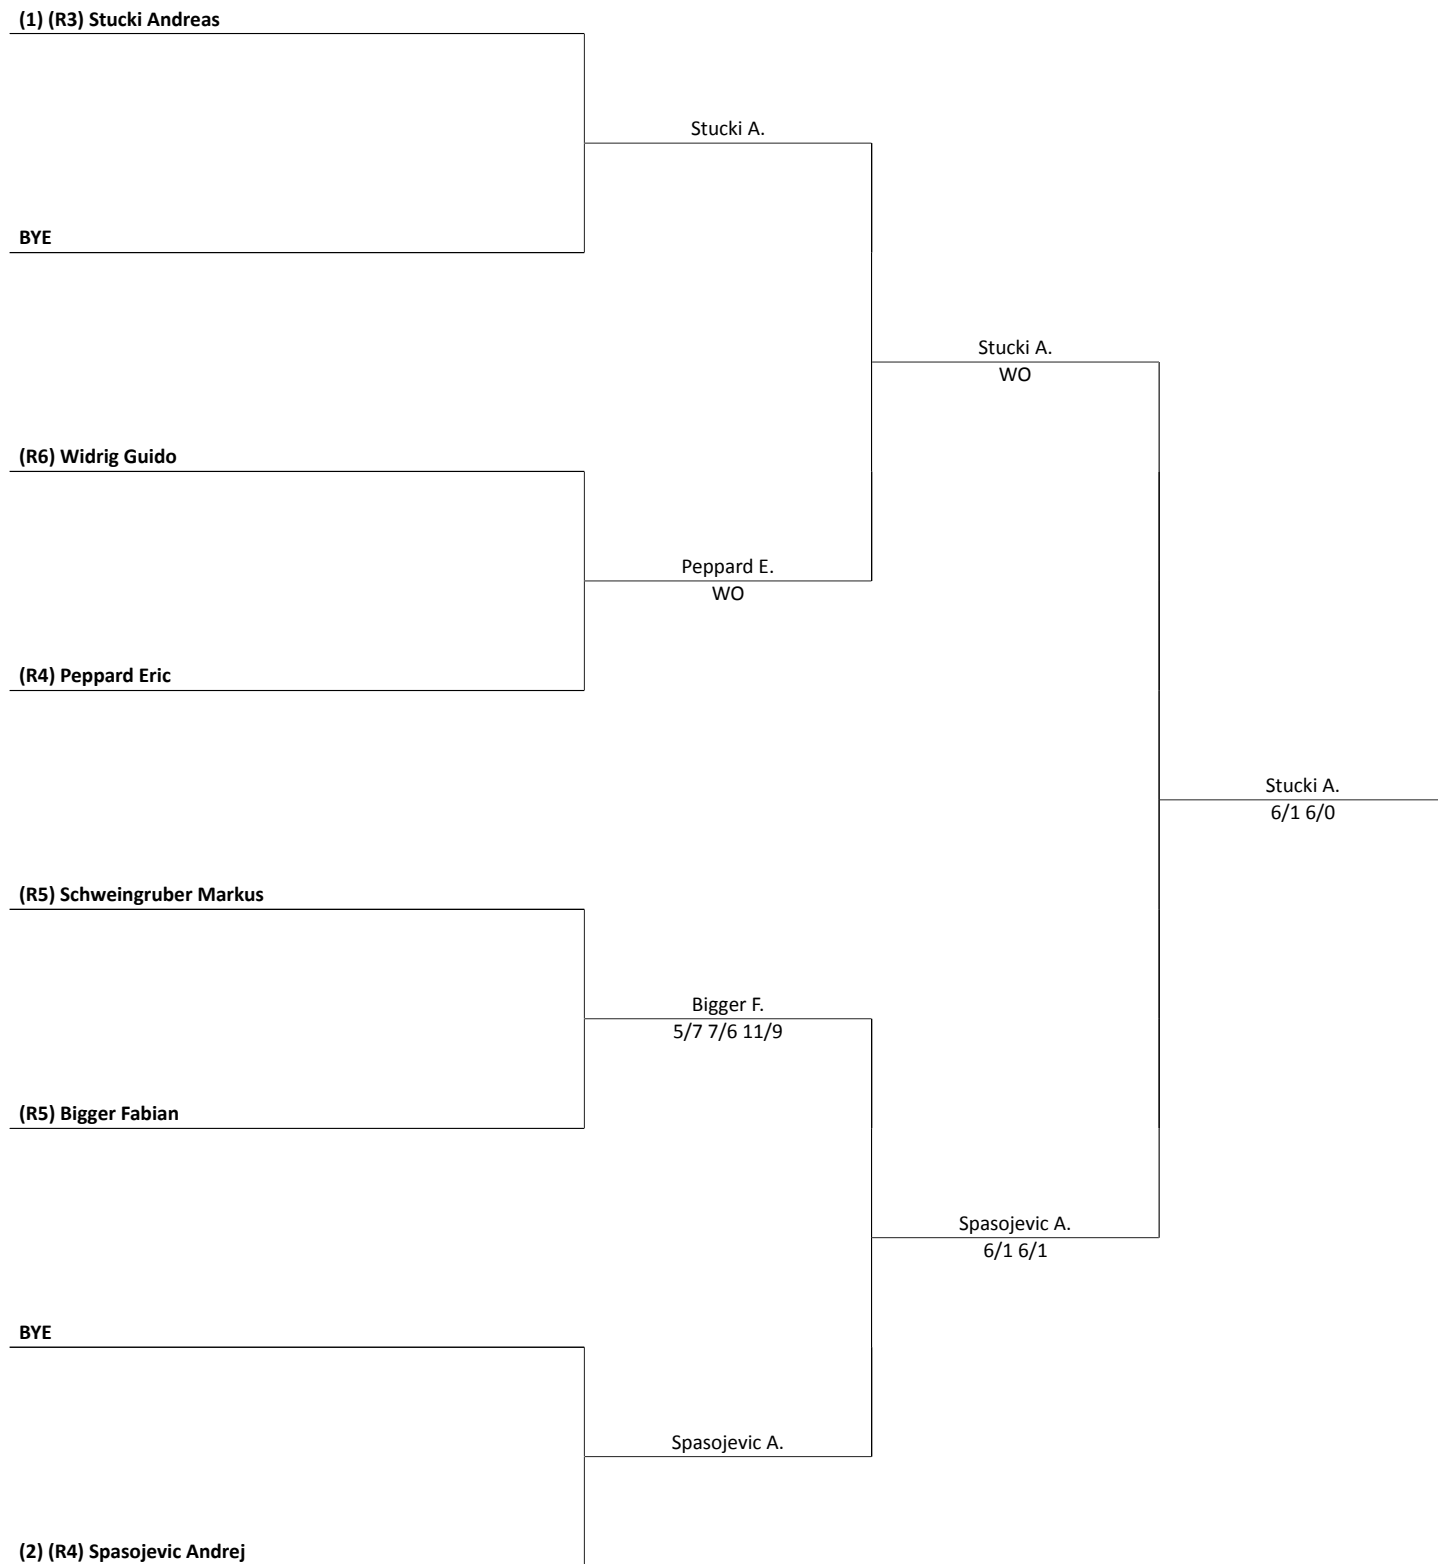 (1) (R3) Stucki Andreas
Stucki A.
BYE
Stucki A.
WO
(R6) Widrig Guido
Peppard E.
WO
(R4) Peppard Eric
Stucki A.
6/1 6/0
(R5) Schweingruber Markus
Bigger F.
5/7 7/6 11/9
(R5) Bigger Fabian
Spasojevic A.
6/1 6/1
BYE
Spasojevic A.
(2) (R4) Spasojevic Andrej